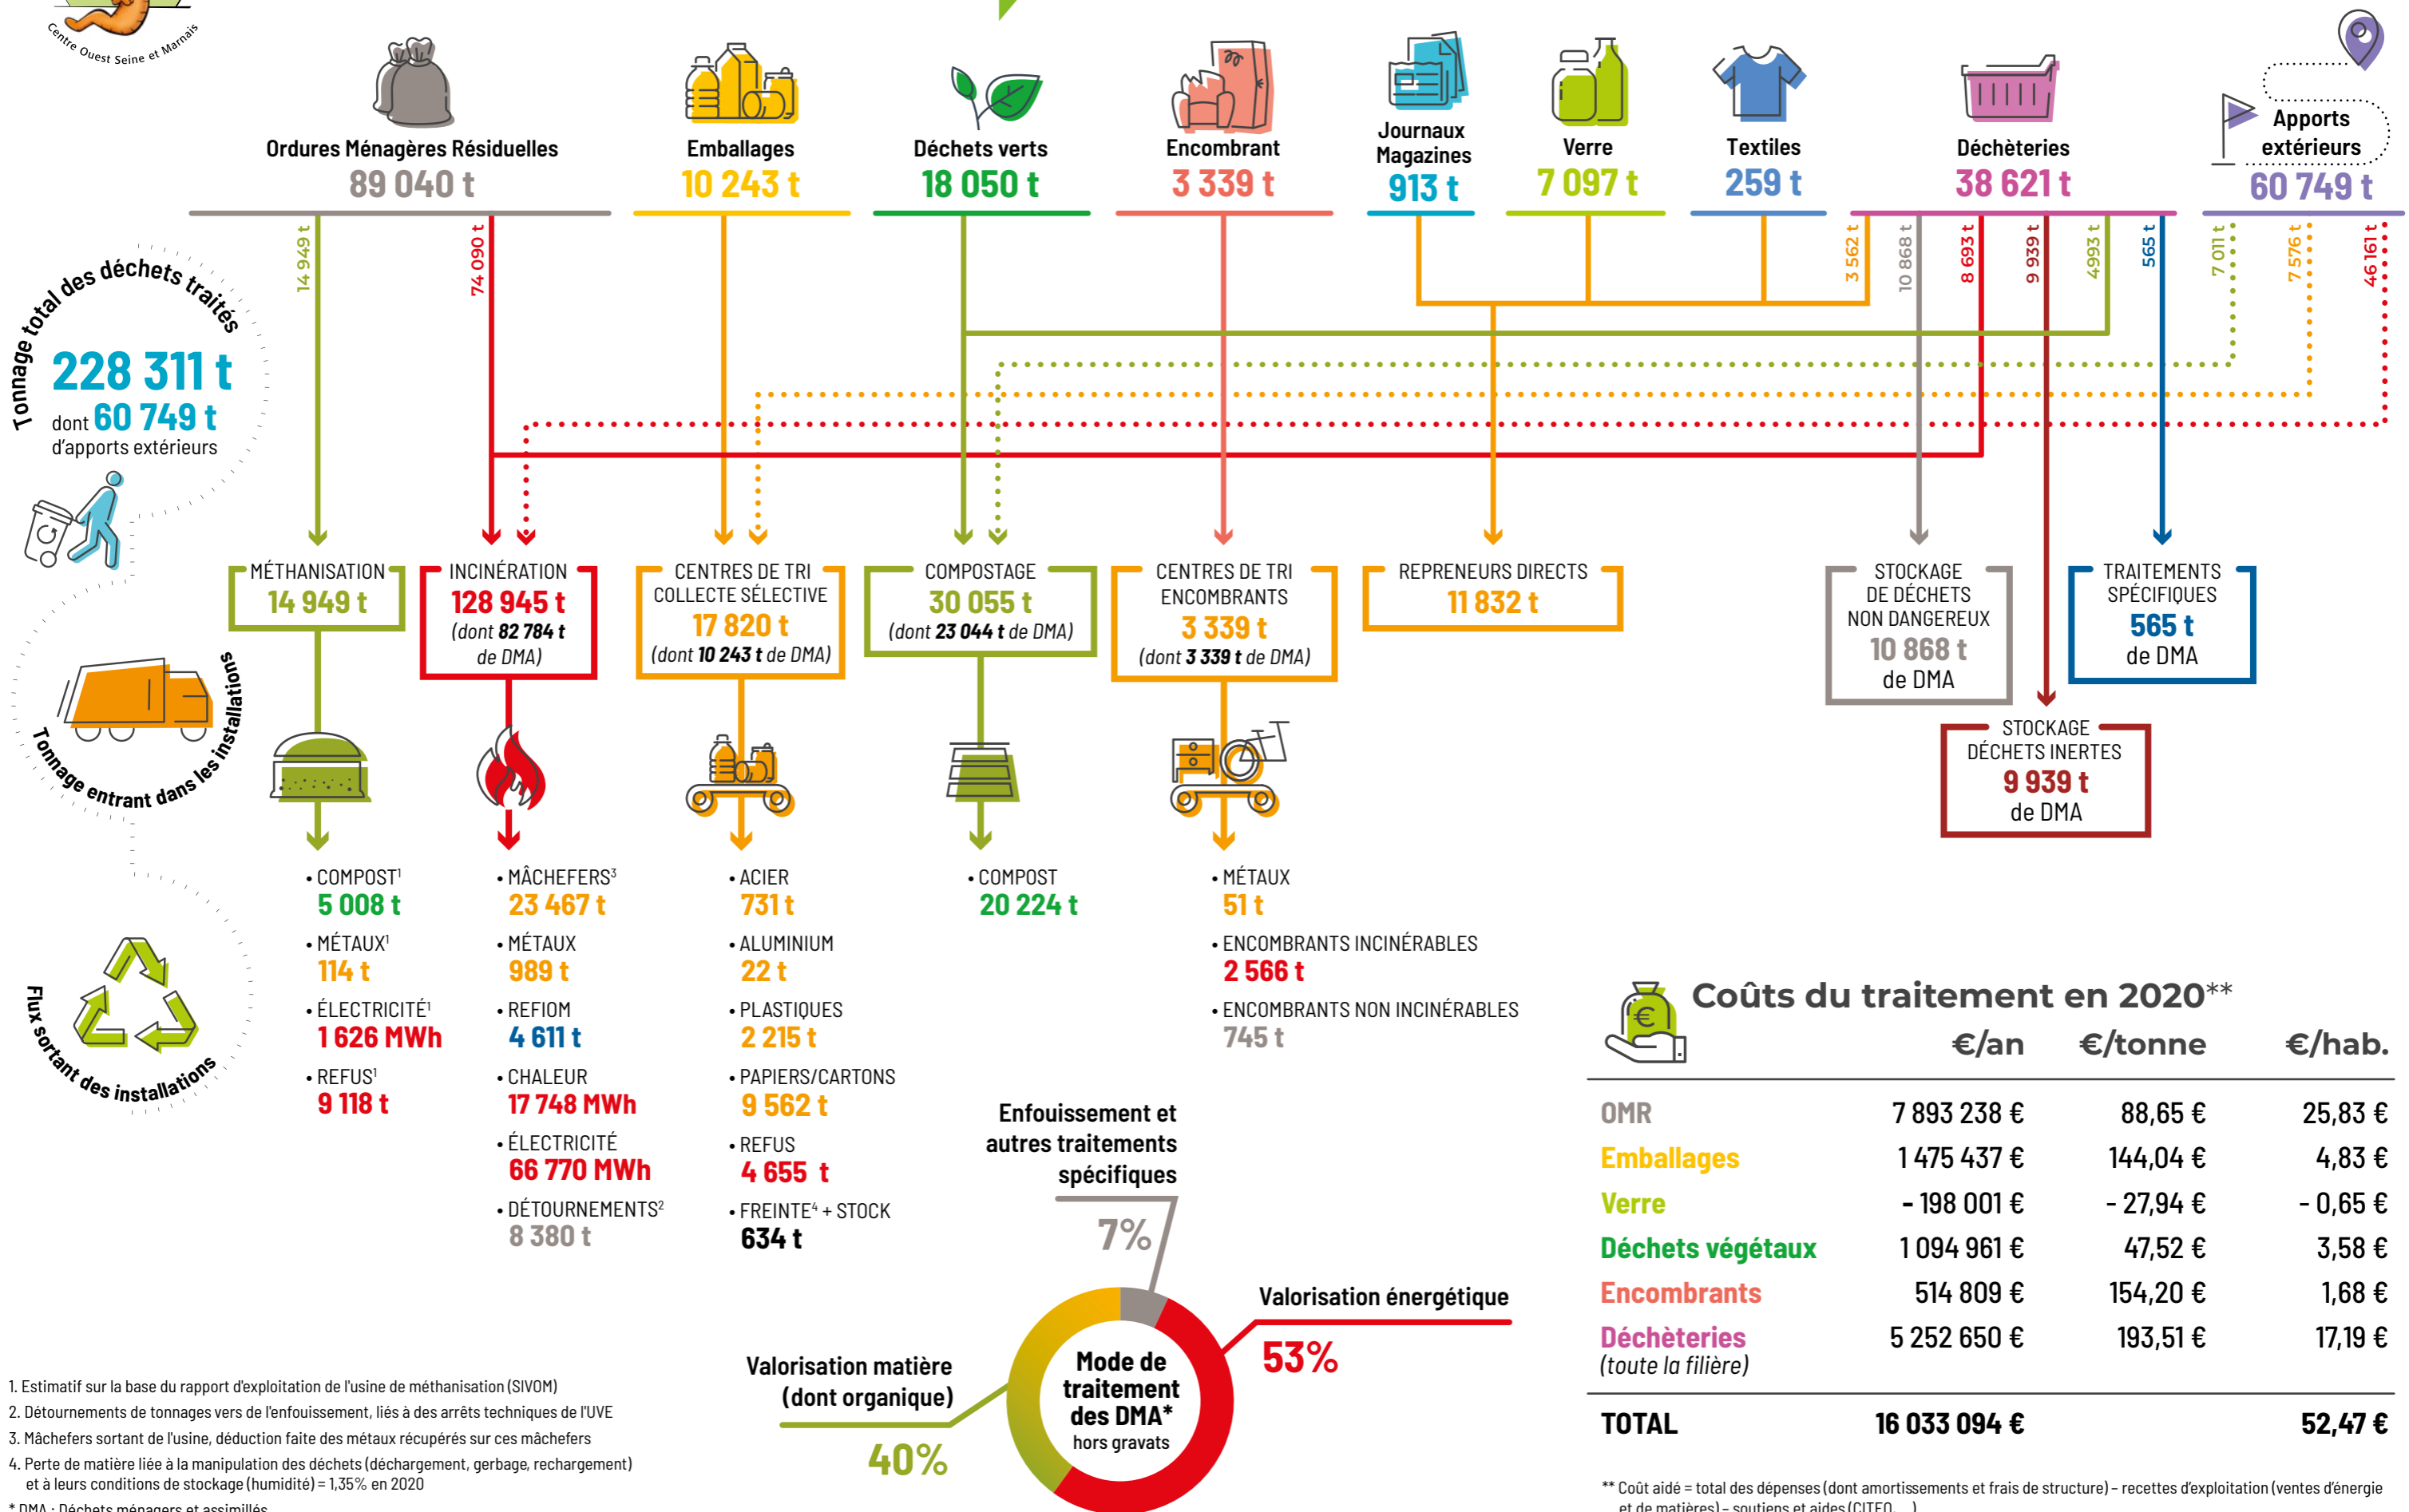 Centre Ouest Seine et Marnais
Ordures Ménagères Résiduelles
89 040 t
Emballages
10 243 t
Déchets verts
18 050 t
Encombrant
3 339 t
Journaux
Magazines
913 t
Verre
7 097 t
Textiles
259 t
Déchèteries
38 621 t
Apports
extérieurs
60 749 t
14 949 t
74 090 t
3 562 t
10 868 t
8 693 t
9 939 t
4993 t
565 t
7 011 t
7 576 t
46 161 t
Tonnage total des déchets traités
228 311 t
dont 60 749 t
d'apports extérieurs
Tonnage entrant dans les installations
MÉTHANISATION
14 949 t
INCINÉRATION
128 945 t
(dont 82 784 t
de DMA)
CENTRES DE TRI
COLLECTE SÉLECTIVE
17 820 t
(dont 10 243 t de DMA)
COMPOSTAGE
30 055 t
(dont 23 044 t de DMA)
CENTRES DE TRI
ENCOMBRANTS
3 339 t
(dont 3 339 t de DMA)
REPRENEURS DIRECTS
11 832 t
STOCKAGE
DE DÉCHETS
NON DANGEREUX
10 868 t
de DMA
TRAITEMENTS
SPÉCIFIQUES
565 t
de DMA
STOCKAGE
DÉCHETS INERTES
9 939 t
de DMA
Flux sortant des installations
• COMPOST¹
5 008 t
• MÉTAUX¹
114 t
• ÉLECTRICITÉ¹
1 626 MWh
• REFUS¹
9 118 t
• MÂCHEFERS³
23 467 t
• MÉTAUX
989 t
• REFIOM
4 611 t
• CHALEUR
17 748 MWh
• ÉLECTRICITÉ
66 770 MWh
• DÉTOURNEMENTS²
8 380 t
• ACIER
731 t
• ALUMINIUM
22 t
• PLASTIQUES
2 215 t
• PAPIERS/CARTONS
9 562 t
• REFUS
4 655 t
• FREINTE⁴ + STOCK
634 t
• COMPOST
20 224 t
• MÉTAUX
51 t
• ENCOMBRANTS INCINÉRABLES
2 566 t
• ENCOMBRANTS NON INCINÉRABLES
745 t
Enfouissement et
autres traitements
spécifiques
7%
Valorisation énergétique
53%
Valorisation matière
(dont organique)
40%
Mode de
traitement
des DMA*
hors gravats
€
Coûts du traitement en 2020**
€/an €/tonne €/hab.
OMR 7 893 238 € 88,65 € 25,83 €
Emballages 1 475 437 € 144,04 € 4,83 €
Verre - 198 001 € - 27,94 € - 0,65 €
Déchets végétaux 1 094 961 € 47,52 € 3,58 €
Encombrants 514 809 € 154,20 € 1,68 €
Déchèteries 5 252 650 € 193,51 € 17,19 €
(toute la filière)
TOTAL 16 033 094 € 52,47 €
** Coût aidé = total des dépenses (dont amortissements et frais de structure) – recettes d'exploitation (ventes d'énergie
et de matières) – soutiens et aides (CITEO, ...)
1. Estimatif sur la base du rapport d'exploitation de l'usine de méthanisation (SIVOM)
2. Détournements de tonnages vers de l'enfouissement, liés à des arrêts techniques de l'UVE
3. Mâchefers sortant de l'usine, déduction faite des métaux récupérés sur ces mâchefers
4. Perte de matière liée à la manipulation des déchets (déchargement, gerbage, rechargement)
et à leurs conditions de stockage (humidité) = 1,35% en 2020
* DMA : Déchets ménagers et assimillés